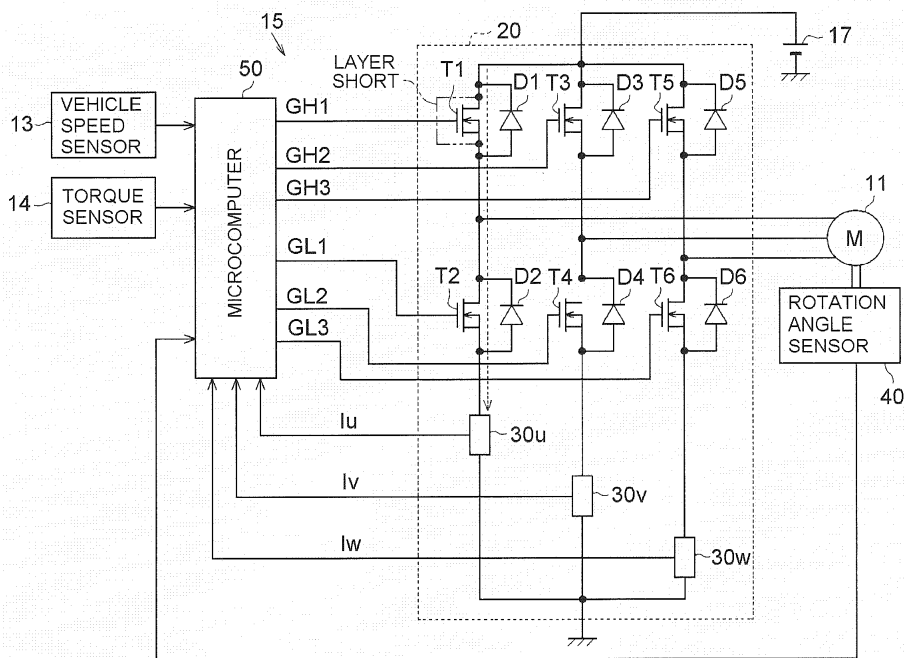 15
20
17
50
LAYER
SHORT
T1
D1
T3
D3
T5
D5
13
VEHICLE
SPEED
SENSOR
GH1
GH2
GH3
14
TORQUE
SENSOR
MICROCOMPUTER
11
M
GL1
GL2
GL3
T2
D2
T4
D4
T6
D6
ROTATION
ANGLE
SENSOR
40
Iu
30u
Iv
30v
Iw
30w